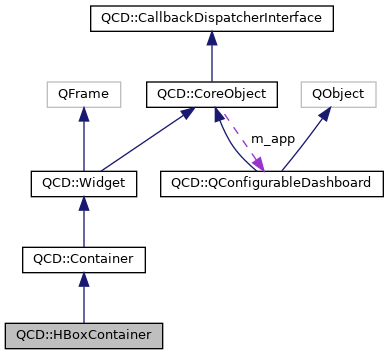 QCD::CallbackDispatcherInterface
QFrame
QCD::CoreObject
QObject
m_app
QCD::Widget
QCD::QConfigurableDashboard
QCD::Container
QCD::HBoxContainer